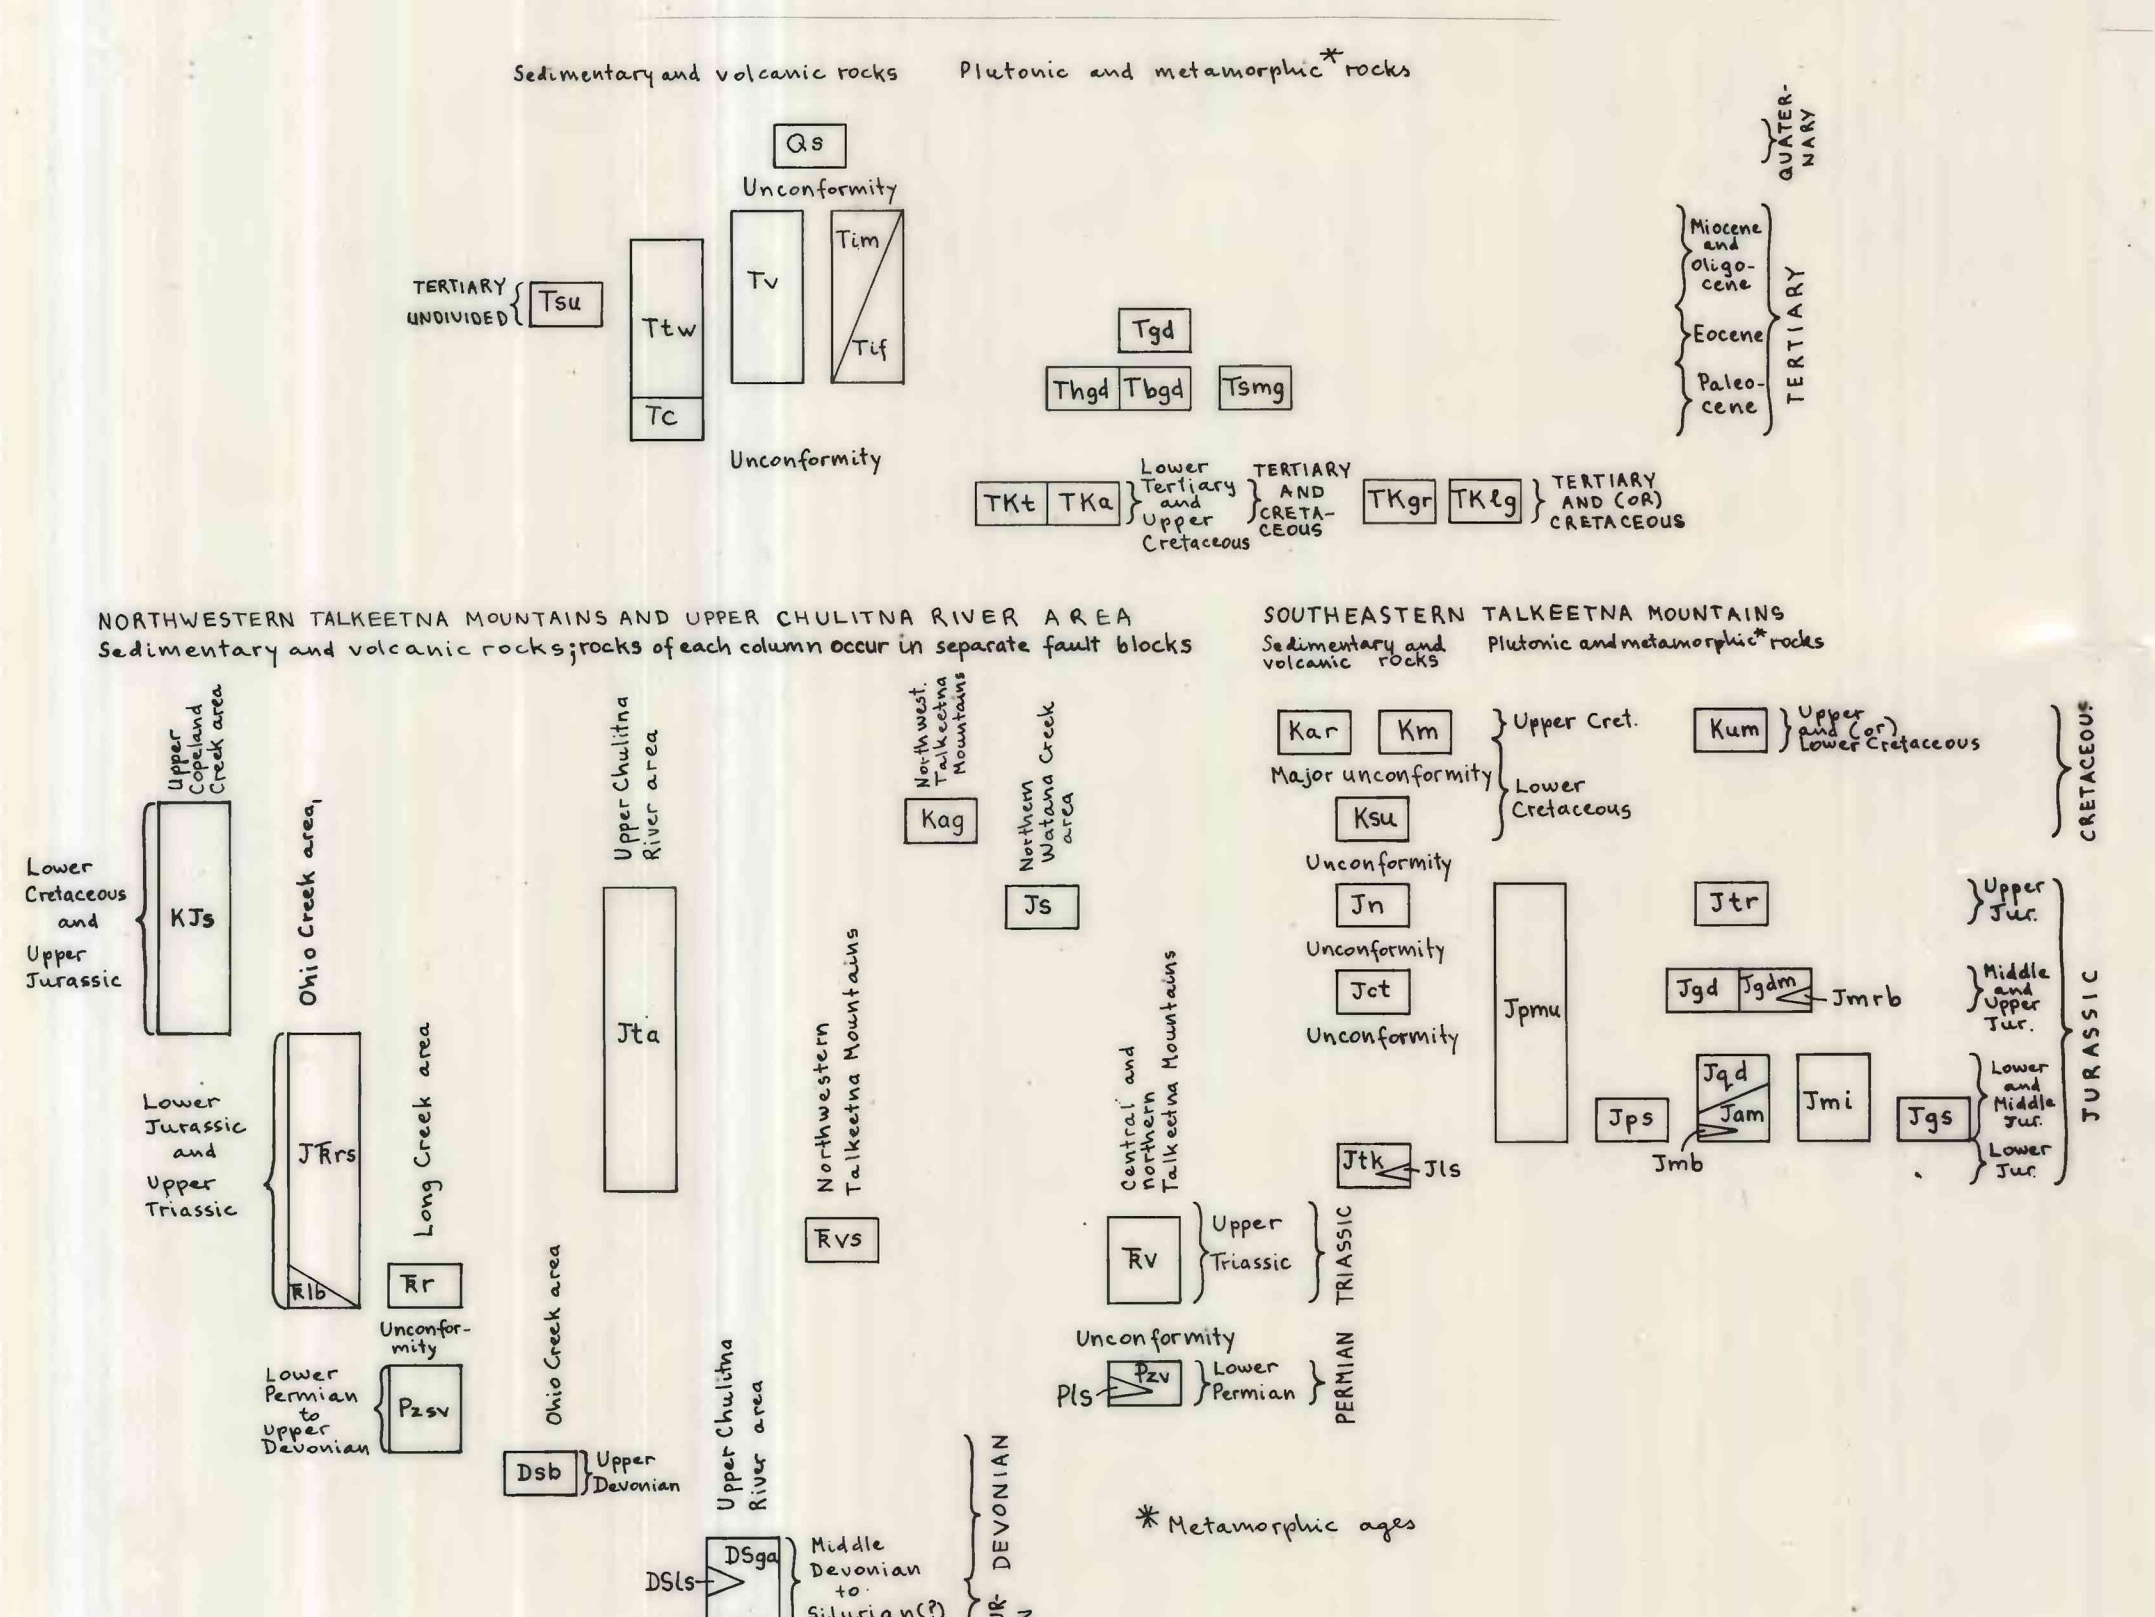 Sedimentary and volcanic rocks
Plutonic and metamorphic* rocks
Qs
Unconformity
QUATER-
NARY
TERTIARY
UNDIVIDED
Tsu
Ttw
Tc
Tv
Tim
Tif
Unconformity
Tgd
Thgd
Tbgd
Tsmg
Miocene
and
Oligo-
cene
Eocene
Paleo-
cene
TERTIARY
TKt
TKa
Lower
Tertiary
and
Upper
Cretaceous
TERTIARY
AND
CRETA-
CEOUS
TKgr
TKlg
TERTIARY
AND (OR)
CRETACEOUS
NORTHWESTERN TALKEETNA MOUNTAINS AND UPPER CHULITNA RIVER AREA
Sedimentary and volcanic rocks; rocks of each column occur in separate fault blocks
Upper
Copeland
Creek area
Lower
Cretaceous
and
Upper
Jurassic
KJs
Ohio Creek area,
Lower
Jurassic
and
Upper
Triassic
JTRrs
TRlb
Long Creek area
TRr
Unconfor-
mity
Lower
Permian
to
Upper
Devonian
Pzsv
Ohio Creek area
Dsb
Upper
Devonian
Upper Chulitna
River area
Jta
Upper Chulitna
River area
DSga
DSls
Middle
Devonian
to
Silurian(?)
DEVONIAN
Northwestern
Talkeetna Mountains
TRvs
Northwest.
Talkeetna
Mountains
Kag
Northern
Watana Creek
area
Js
Central and
northern
Talkeetna Mountains
TRv
Upper
Triassic
TRIASSIC
Unconformity
Pzv
Pls
Lower
Permian
PERMIAN
* Metamorphic ages
SOUTHEASTERN TALKEETNA MOUNTAINS
Sedimentary and
volcanic rocks
Plutonic and metamorphic* rocks
Kar
Km
Upper Cret.
Major unconformity
Lower
Cretaceous
Ksu
Kum
Upper
and (or)
Lower Cretaceous
CRETACEOUS
Unconformity
Jn
Unconformity
Jct
Unconformity
Jtk
Jls
Jpmu
Jtr
Upper
Jur.
Jgd
Jgdm
Jmrb
Middle
and
Upper
Jur.
Jps
Jqd
Jam
Jmb
Jmi
Jgs
Lower
and
Middle
Jur.
Lower
Jur.
JURASSIC